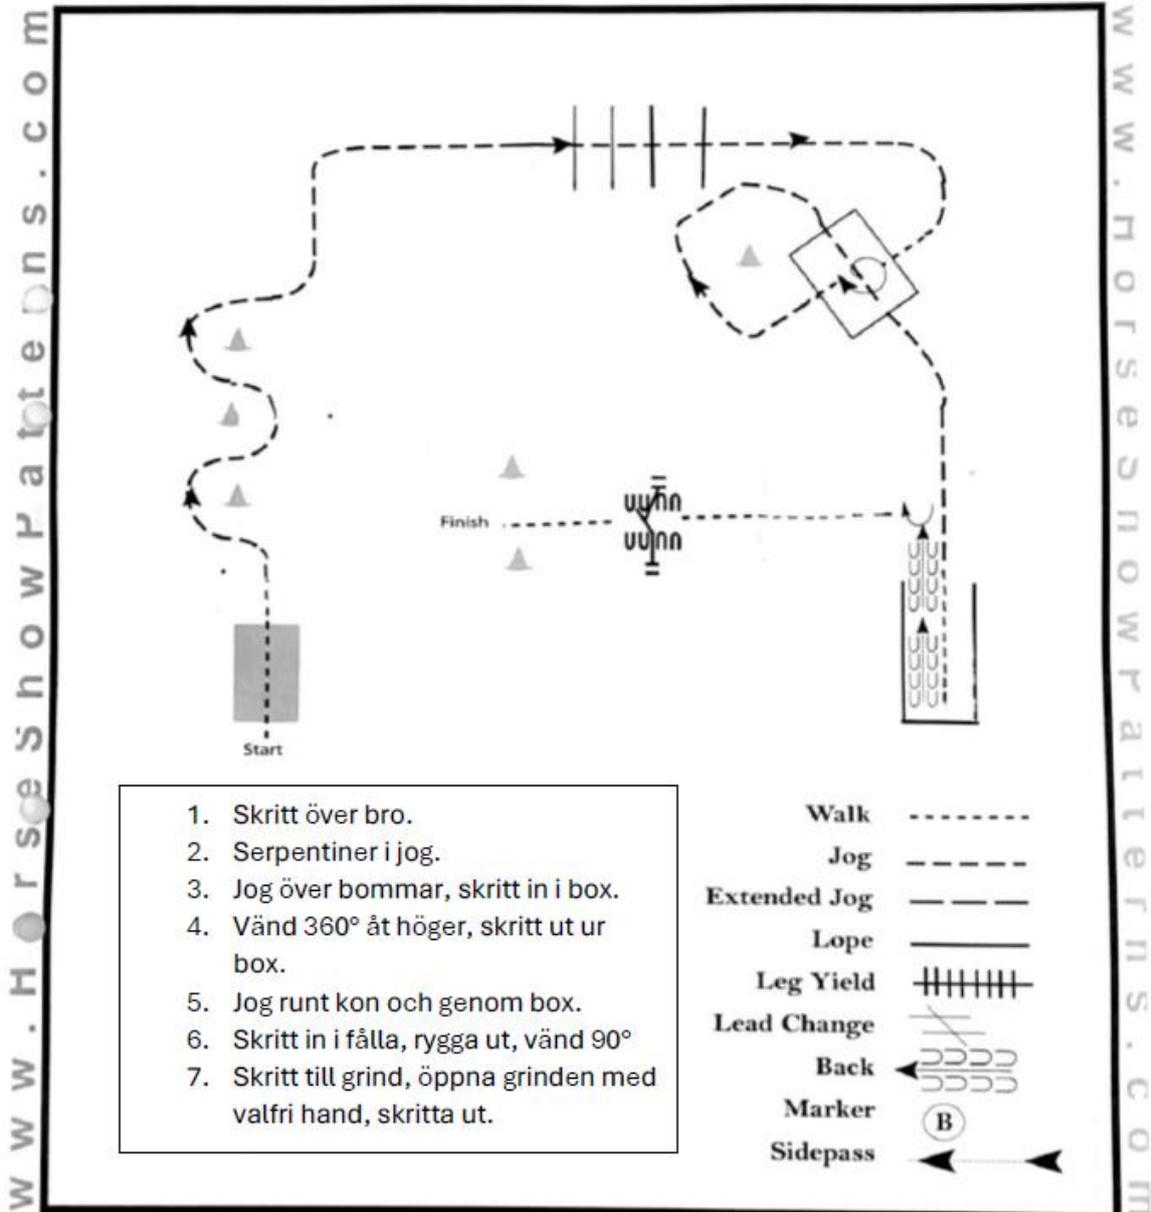 www.HorseShowPatterns.com
www.HorseShowPatterns.com
Finish
Start
1. Skritt över bro.
2. Serpentiner i jog.
3. Jog över bommar, skritt in i box.
4. Vänd 360° åt höger, skritt ut ur
box.
5. Jog runt kon och genom box.
6. Skritt in i fålla, rygga ut, vänd 90°
7. Skritt till grind, öppna grinden med
valfri hand, skritta ut.
Walk
Jog
Extended Jog
Lope
Leg Yield
Lead Change
Back
Marker
B
Sidepass